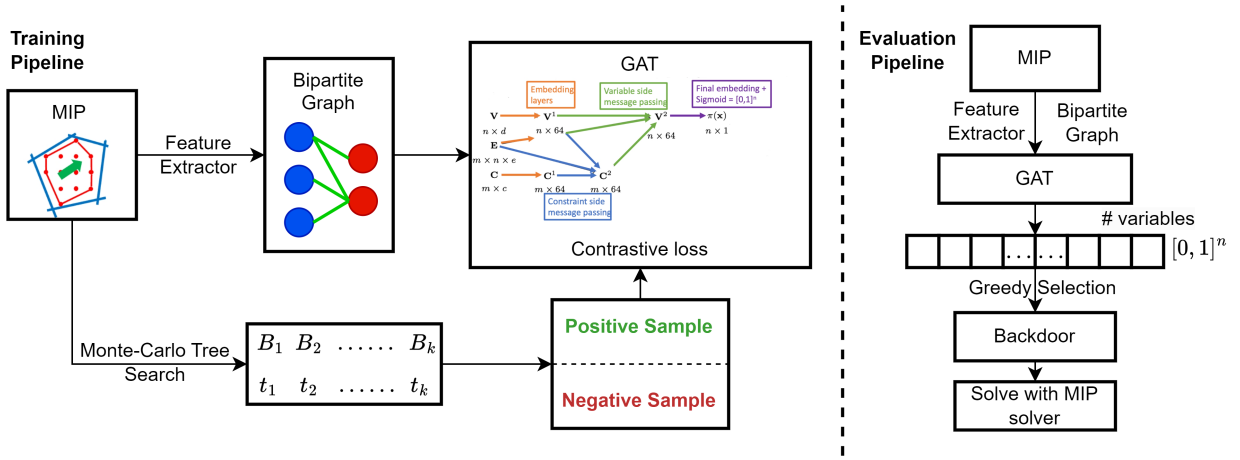 Training
Pipeline
MIP
Feature
Extractor
Bipartite
Graph
GAT
Embedding
layers
Variable side
message passing
Final embedding +
Sigmoid = [0,1]ⁿ
V
V¹
V²
π(x)
n × d
n × 64
n × 64
n × 1
E
m × n × e
C
C¹
C²
m × c
m × 64
m × 64
Constraint side
message passing
Contrastive loss
Monte-Carlo Tree
Search
B₁ B₂ ...... Bₖ
t₁ t₂ ...... tₖ
Positive Sample
Negative Sample
Evaluation
Pipeline
MIP
Feature
Extractor
Bipartite
Graph
GAT
# variables
...... [0, 1]ⁿ
Greedy Selection
Backdoor
Solve with MIP
solver